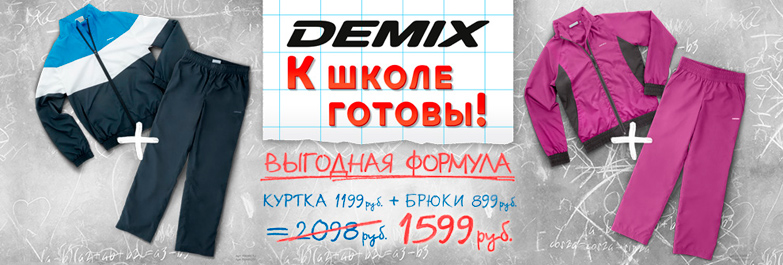 DEMIX
К ШКОЛЕ
ГОТОВЫ!
ВЫГОДНАЯ ФОРМУЛА
КУРТКА 1199 руб. + БРЮКИ 899 руб.
= 2098 руб. 1599 руб.